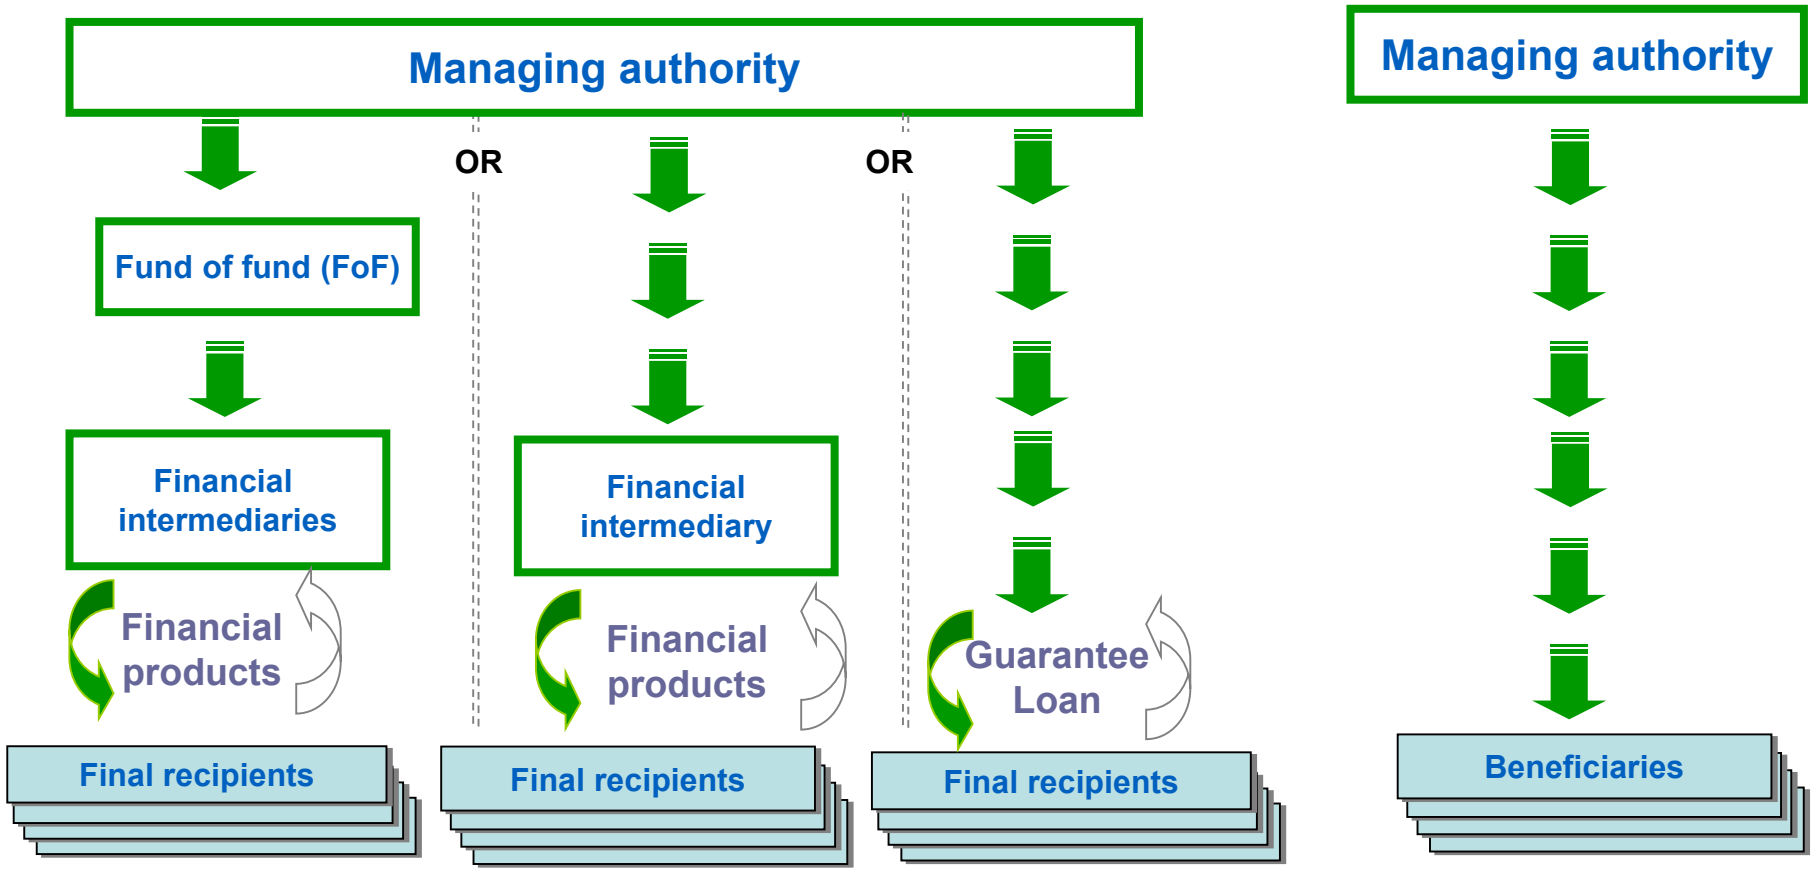 Managing authority
Managing authority
OR
OR
Fund of fund (FoF)
Financial
intermediaries
Financial
intermediary
Financial
products
Financial
products
Guarantee
Loan
Final recipients
Final recipients
Final recipients
Beneficiaries